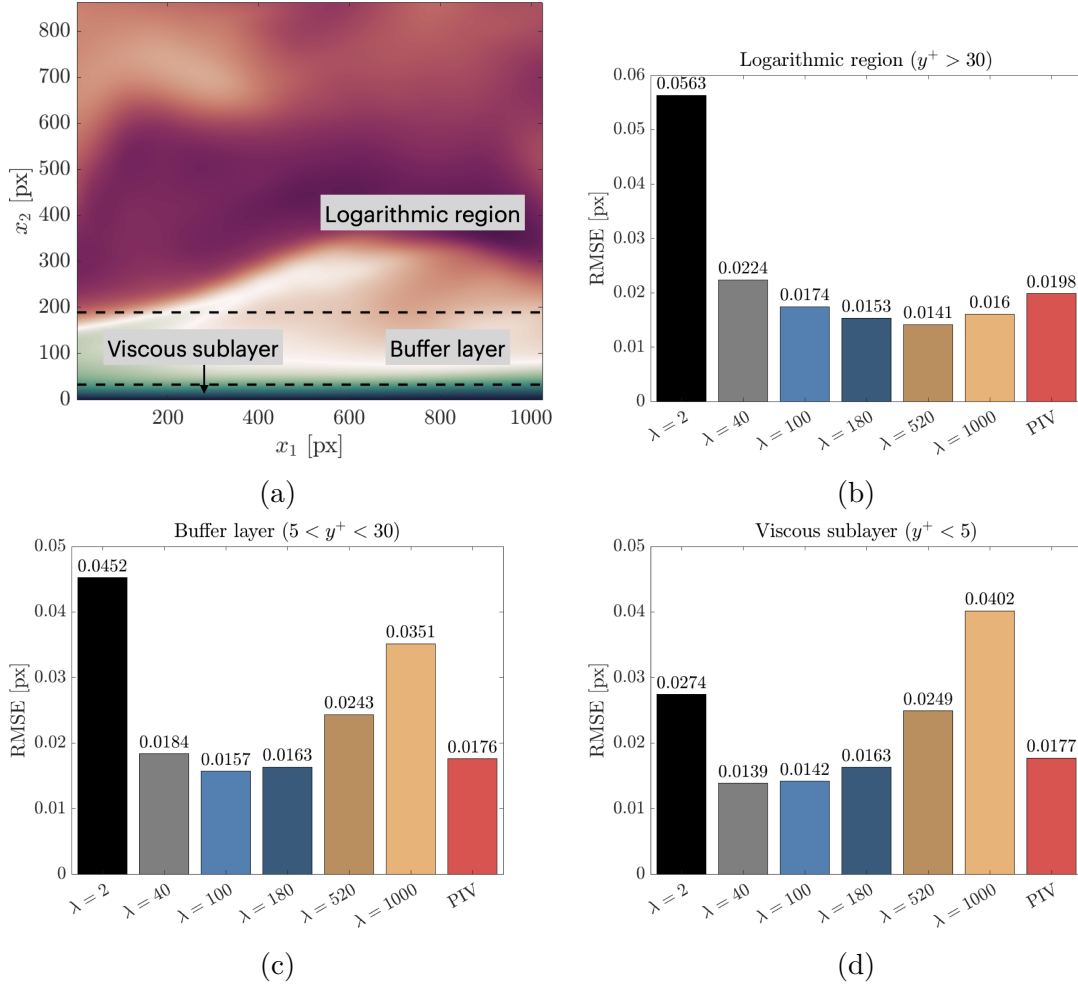 800
700
600
500
400
300
200
100
0
x₂ [px]
Logarithmic region
Viscous sublayer
Buffer layer
200
400
600
800
1000
x₁ [px]
(a)
Logarithmic region (y⁺ > 30)
0.06
0.05
0.04
0.03
0.02
0.01
0
RMSE [px]
0.0563
0.0224
0.0174
0.0153
0.0141
0.016
0.0198
λ = 2
λ = 40
λ = 100
λ = 180
λ = 520
λ = 1000
PIV
(b)
Buffer layer (5 < y⁺ < 30)
0.05
0.04
0.03
0.02
0.01
0
RMSE [px]
0.0452
0.0184
0.0157
0.0163
0.0243
0.0351
0.0176
λ = 2
λ = 40
λ = 100
λ = 180
λ = 520
λ = 1000
PIV
(c)
Viscous sublayer (y⁺ < 5)
0.05
0.04
0.03
0.02
0.01
0
RMSE [px]
0.0274
0.0139
0.0142
0.0163
0.0249
0.0402
0.0177
λ = 2
λ = 40
λ = 100
λ = 180
λ = 520
λ = 1000
PIV
(d)